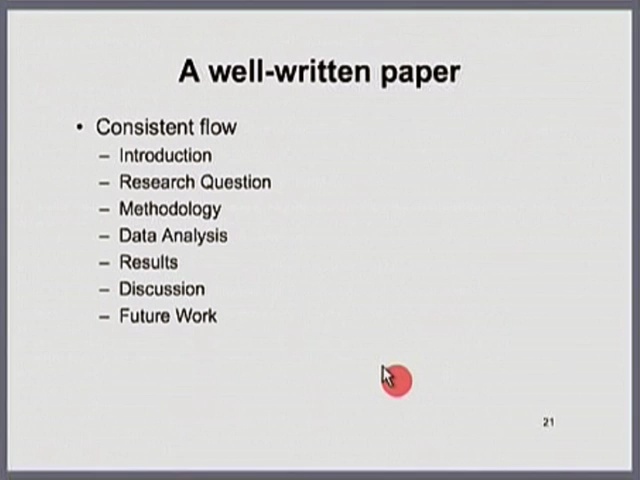 A well-written paper
• Consistent flow
– Introduction
– Research Question
– Methodology
– Data Analysis
– Results
– Discussion
– Future Work
21